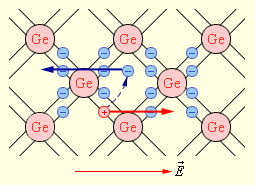 Ge Ge Ge
− − − −
− − − − −
Ge Ge
− − − −
− + − −
Ge Ge Ge
E⃗